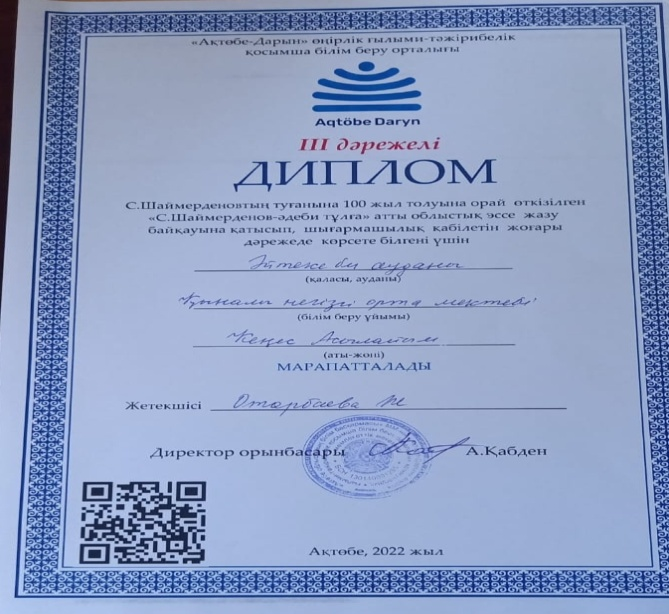 «Ақтөбе-Дарын» өңірлік ғылыми-тәжірибелік
қосымша білім беру орталығы
Aqtöbe Daryn
III дәрежелі
ДИПЛОМ
С.Шаймерденовтың туғанына 100 жыл толуына орай өткізілген
«С.Шаймерденов-әдеби тұлға» атты облыстық эссе жазу
байқауына қатысып, шығармашылық қабілетін жоғары
дәрежеде көрсете білгені үшін
Әйтеке би ауданы
(қаласы, ауданы)
негізгі орта мектебі
(білім беру ұйымы)
Кеңес Асылайым
(аты-жөні)
МАРАПАТТАЛАДЫ
Жетекшісі Отарбаева Ж
Директор орынбасары А.Қабден
Ақтөбе, 2022 жыл